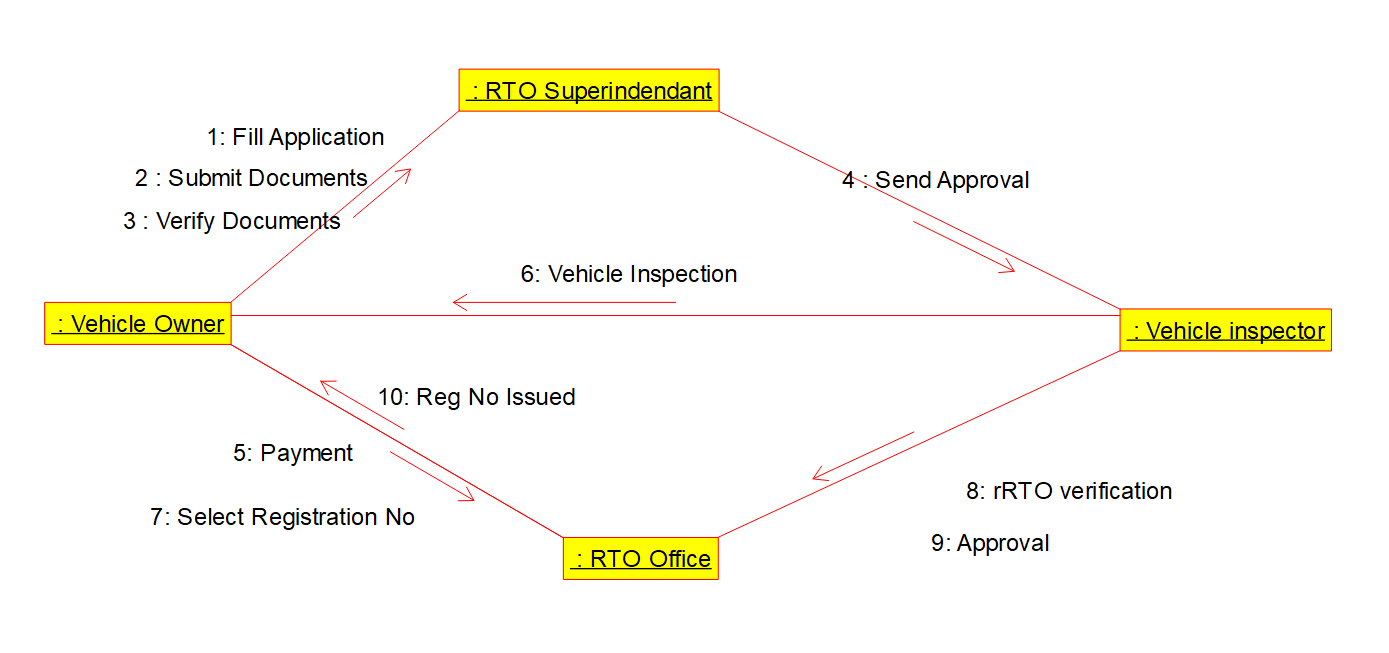 : RTO Superindendant
1: Fill Application
2 : Submit Documents
3 : Verify Documents
4 : Send Approval
6: Vehicle Inspection
: Vehicle Owner
: Vehicle inspector
10: Reg No Issued
5: Payment
7: Select Registration No
8: rRTO verification
9: Approval
: RTO Office